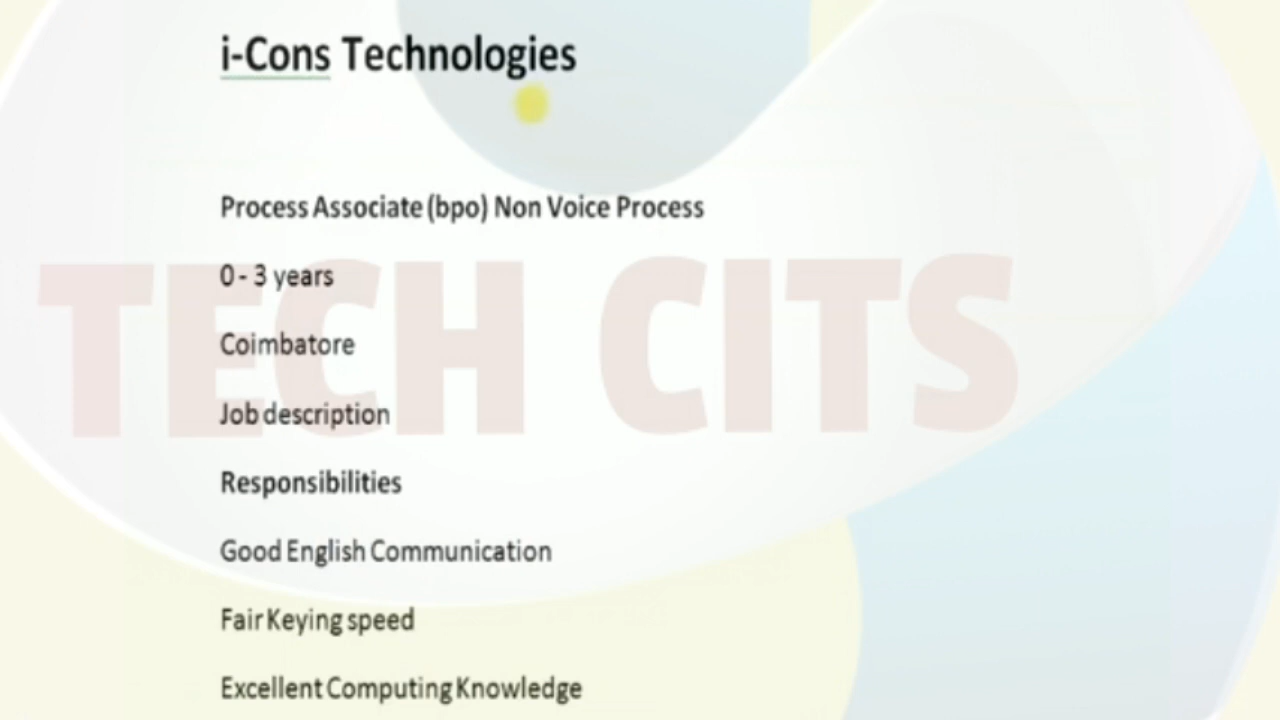 i-Cons Technologies
Process Associate (bpo) Non Voice Process
TECH CITS
0 - 3 years
Coimbatore
Job description
Responsibilities
Good English Communication
Fair Keying speed
Excellent Computing Knowledge